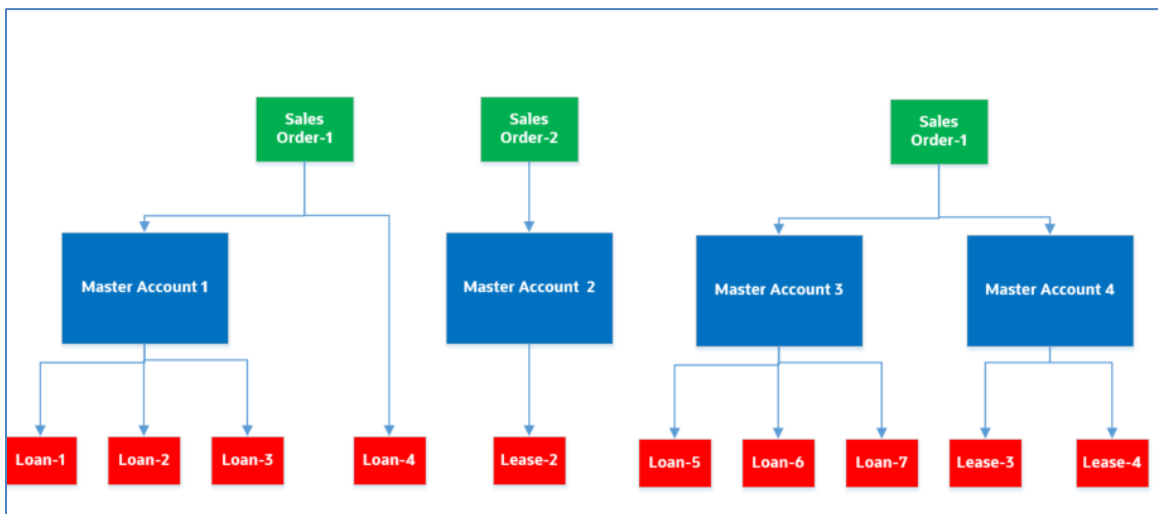 Sales
Order-1
Sales
Order-2
Sales
Order-1
Master Account 1
Master Account 2
Master Account 3
Master Account 4
Loan-1
Loan-2
Loan-3
Loan-4
Lease-2
Loan-5
Loan-6
Loan-7
Lease-3
Lease-4